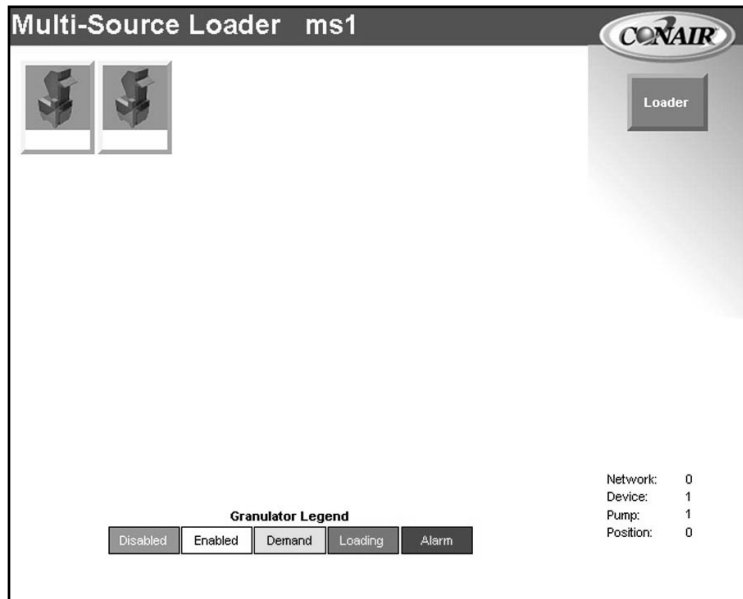 Multi-Source Loader ms1
CONAIR
Loader
Network: 0
Device: 1
Pump: 1
Position: 0
Granulator Legend
Disabled Enabled Demand Loading Alarm